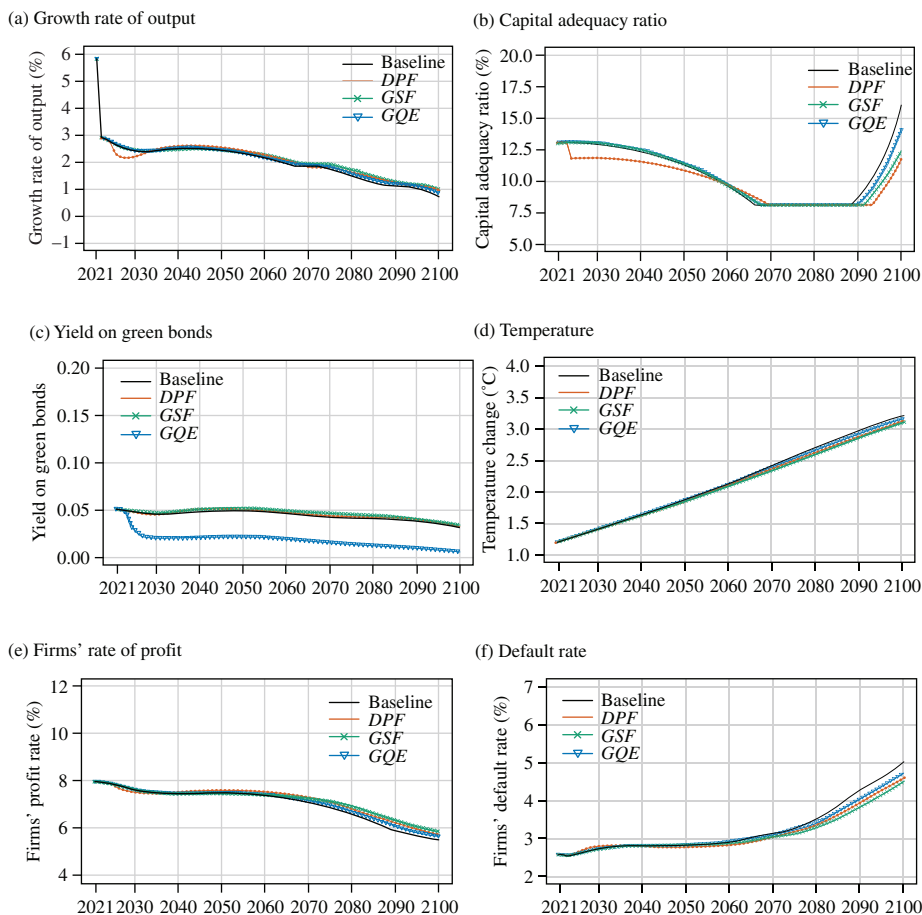 (a) Growth rate of output
Growth rate of output (%)
6
5
4
3
2
1
0
–1
Baseline
DPF
GSF
GQE
2021 2030 2040 2050 2060 2070 2080 2090 2100
(b) Capital adequacy ratio
Capital adequacy ratio (%)
20.0
17.5
15.0
12.5
10.0
7.5
5.0
Baseline
DPF
GSF
GQE
2021 2030 2040 2050 2060 2070 2080 2090 2100
(c) Yield on green bonds
Yield on green bonds
0.20
0.15
0.10
0.05
0.00
Baseline
DPF
GSF
GQE
2021 2030 2040 2050 2060 2070 2080 2090 2100
(d) Temperature
Temperature change (°C)
4.0
3.5
3.0
2.5
2.0
1.5
1.0
Baseline
DPF
GSF
GQE
2021 2030 2040 2050 2060 2070 2080 2090 2100
(e) Firms’ rate of profit
Firms’ profit rate (%)
12
10
8
6
4
Baseline
DPF
GSF
GQE
2021 2030 2040 2050 2060 2070 2080 2090 2100
(f) Default rate
Firms’ default rate (%)
7
6
5
4
3
2
Baseline
DPF
GSF
GQE
2021 2030 2040 2050 2060 2070 2080 2090 2100